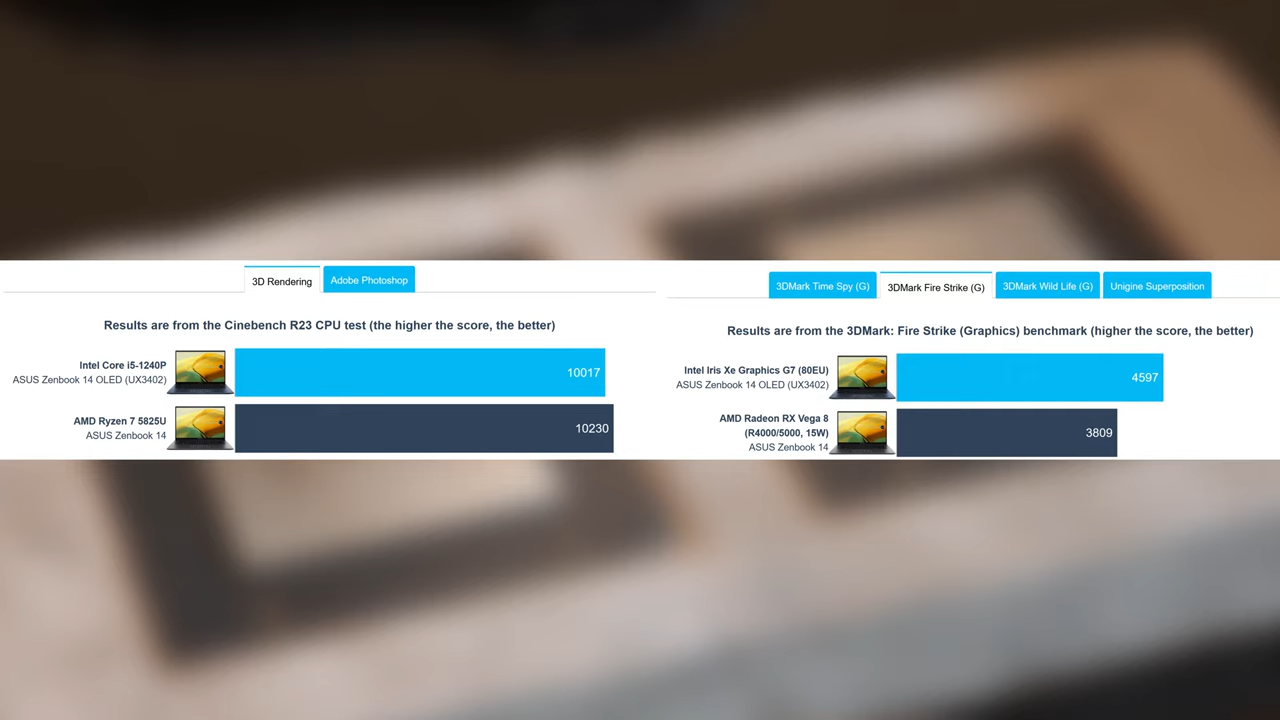 3D Rendering
Adobe Photoshop
Results are from the Cinebench R23 CPU test (the higher the score, the better)
Intel Core i5-1240P
ASUS Zenbook 14 OLED (UX3402)
10017
AMD Ryzen 7 5825U
ASUS Zenbook 14
10230
3DMark Time Spy (G)
3DMark Fire Strike (G)
3DMark Wild Life (G)
Unigine Superposition
Results are from the 3DMark: Fire Strike (Graphics) benchmark (higher the score, the better)
Intel Iris Xe Graphics G7 (80EU)
ASUS Zenbook 14 OLED (UX3402)
4597
AMD Radeon RX Vega 8
(R4000/5000, 15W)
ASUS Zenbook 14
3809